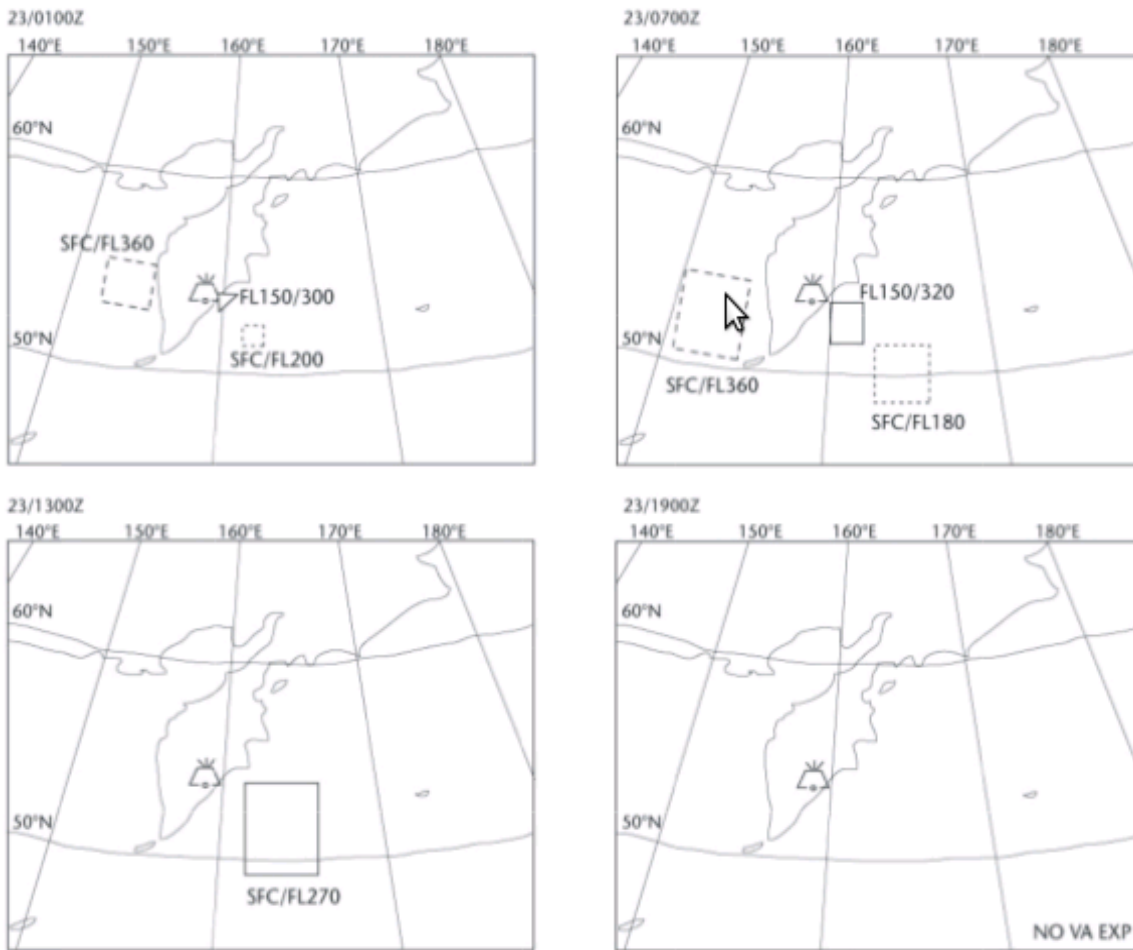 23/0100Z
140°E 150°E 160°E 170°E 180°E
60°N
SFC/FL360
FL150/300
50°N
SFC/FL200
23/0700Z
140°E 150°E 160°E 170°E 180°E
60°N
FL150/320
50°N
SFC/FL360
SFC/FL180
23/1300Z
140°E 150°E 160°E 170°E 180°E
60°N
50°N
SFC/FL270
23/1900Z
140°E 150°E 160°E 170°E 180°E
60°N
50°N
NO VA EXP